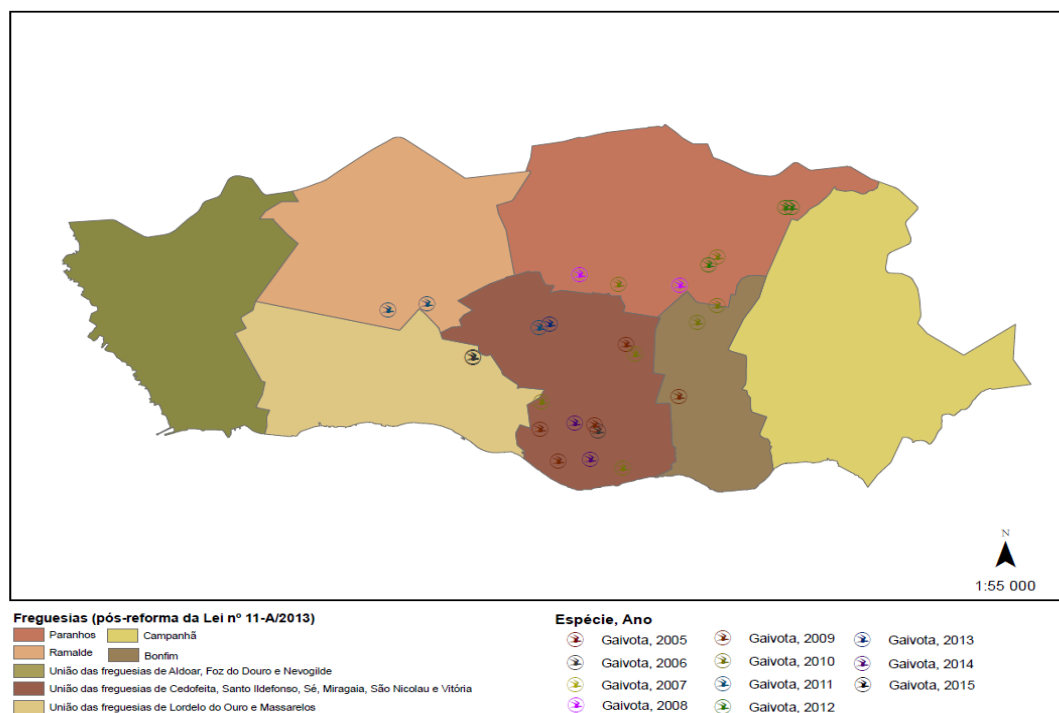 N
1:55 000
Freguesias (pós-reforma da Lei nº 11-A/2013)
Paranhos
Campanhã
Ramalde
Bonfim
União das freguesias de Aldoar, Foz do Douro e Nevogilde
União das freguesias de Cedofeita, Santo Ildefonso, Sé, Miragaia, São Nicolau e Vitória
União das freguesias de Lordelo do Ouro e Massarelos
Espécie, Ano
Gaivota, 2005
Gaivota, 2006
Gaivota, 2007
Gaivota, 2008
Gaivota, 2009
Gaivota, 2010
Gaivota, 2011
Gaivota, 2012
Gaivota, 2013
Gaivota, 2014
Gaivota, 2015